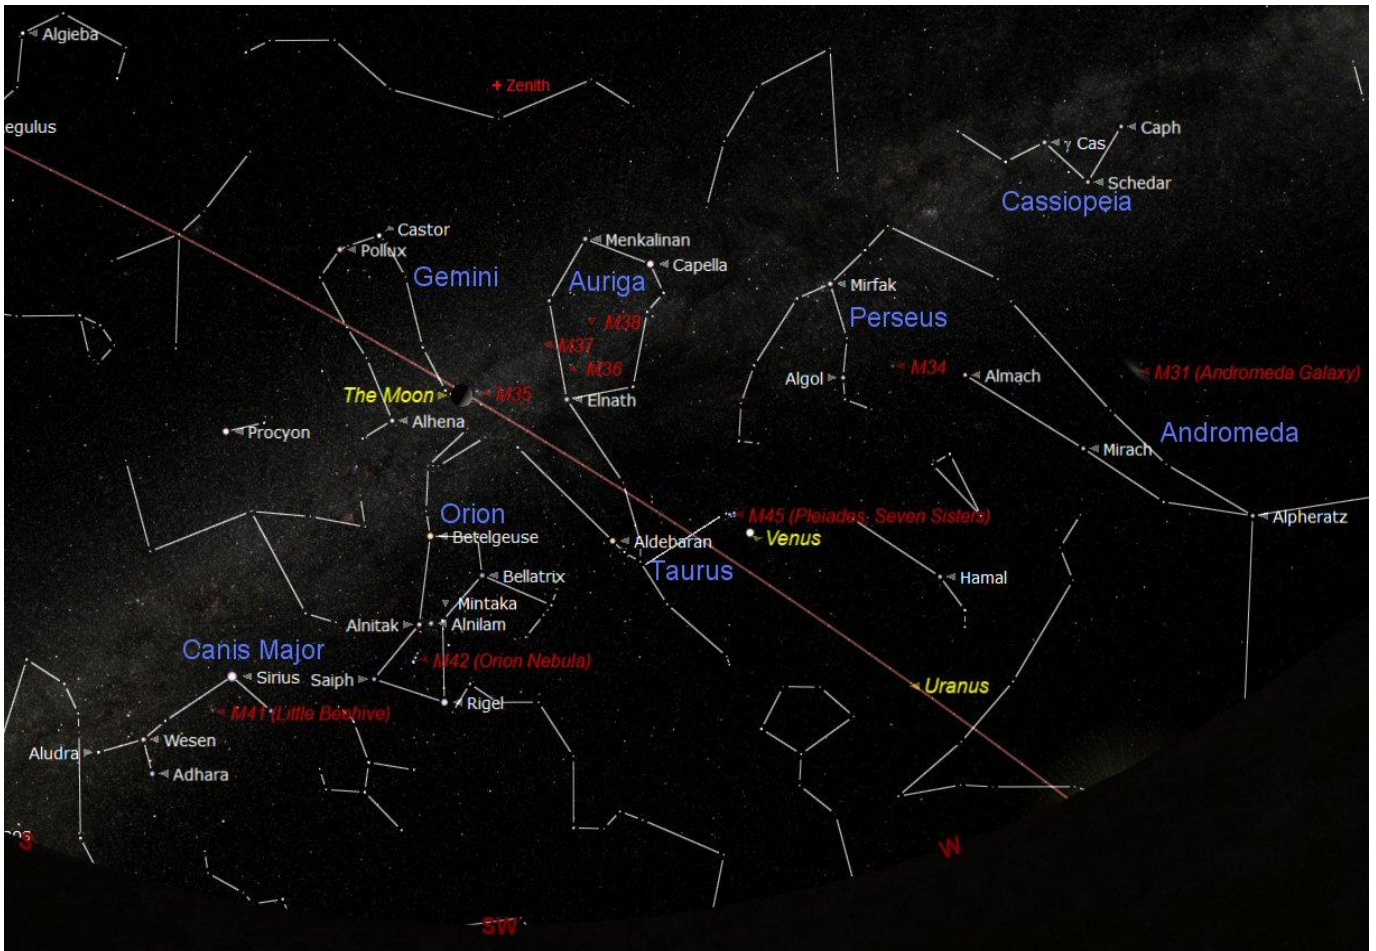 Algieba
Zenith
egulus
Caph
γ Cas
Schedar
Cassiopeia
Castor
Pollux
Gemini
Menkalinan
Capella
Auriga
Mirfak
Perseus
M38
M37
M36
Algol
M34
Almach
M31 (Andromeda Galaxy)
The Moon
M35
Elnath
Alhena
Procyon
Mirach
Andromeda
Orion
M45 (Pleiades- Seven Sisters)
Alpheratz
Betelgeuse
Aldebaran
Venus
Taurus
Bellatrix
Hamal
Mintaka
Alnitak
Alnilam
Canis Major
M42 (Orion Nebula)
Sirius
Saiph
Uranus
Rigel
M41 (Little Beehive)
Wesen
Aludra
Adhara
S
W
SW